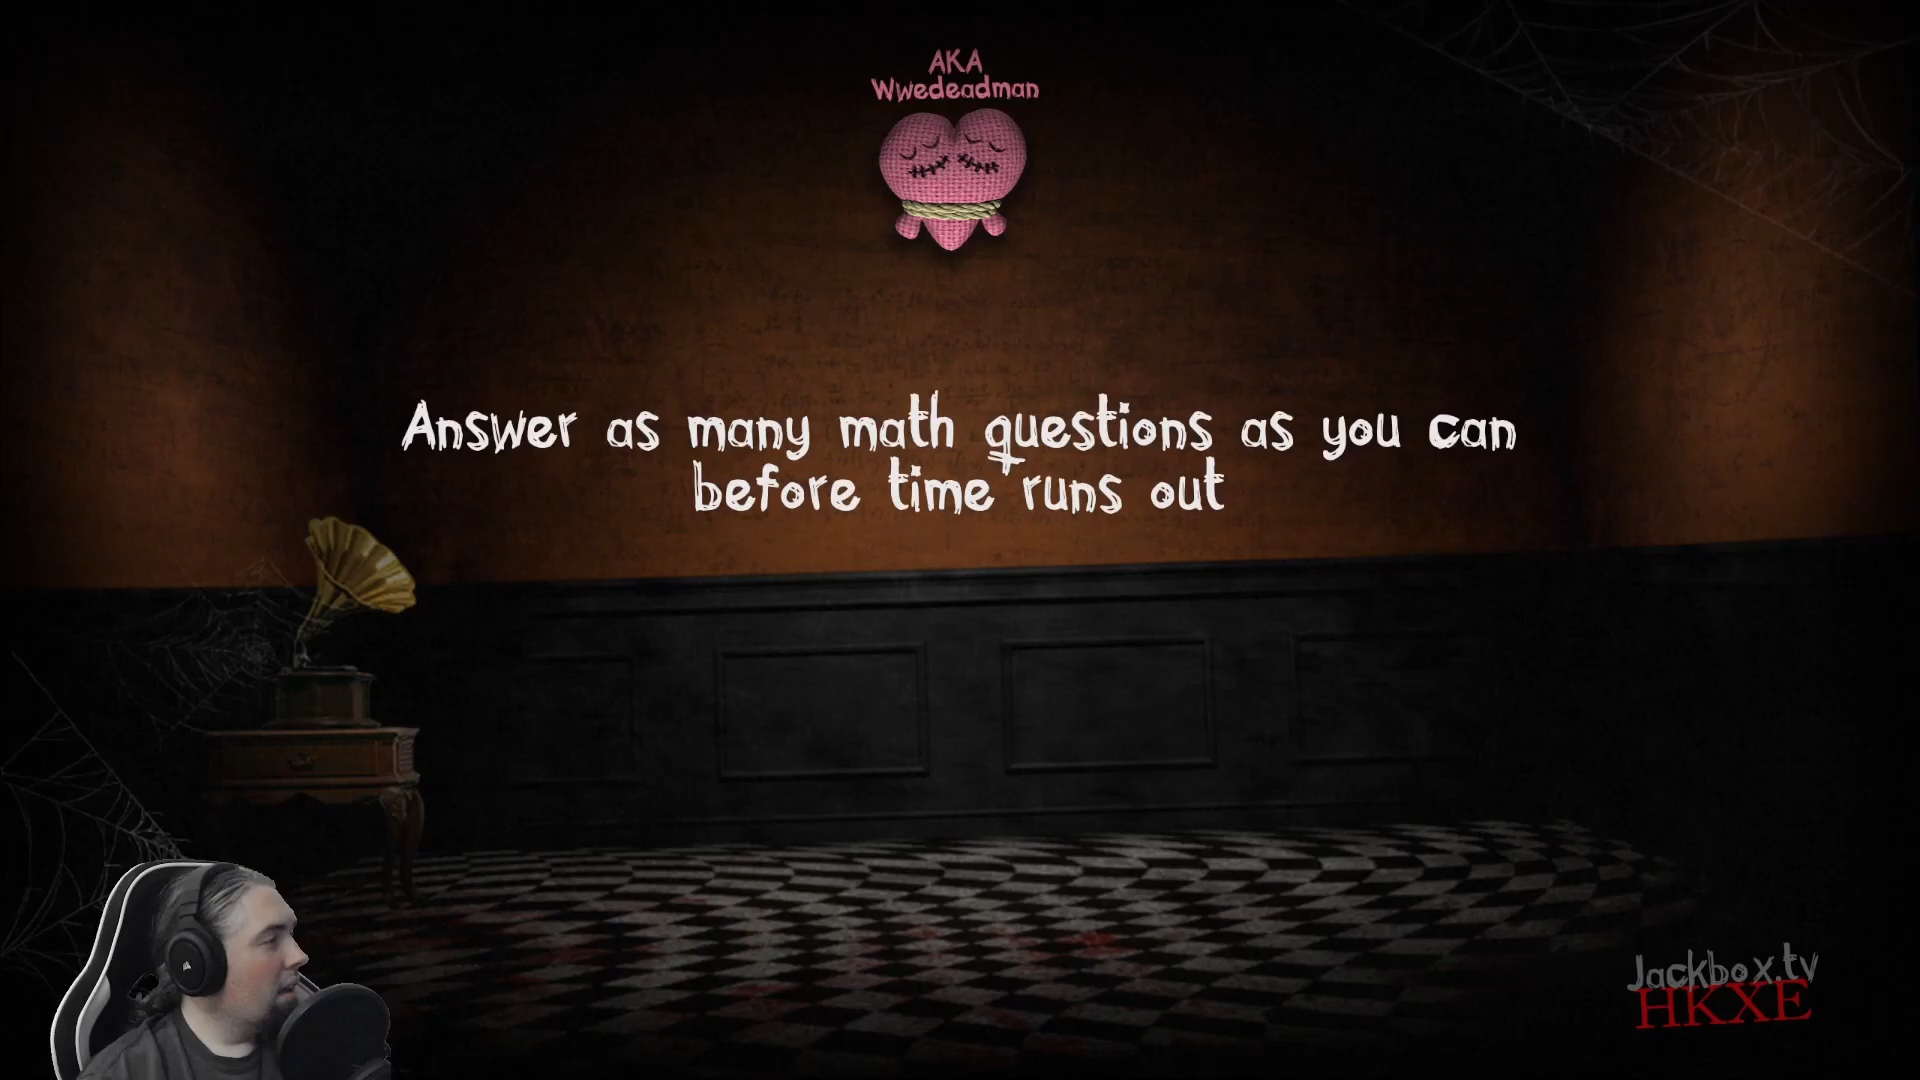 AKA
Wwedeadman
Answer as many math questions as you can
before time runs out
Jackbox.tv
HKXE